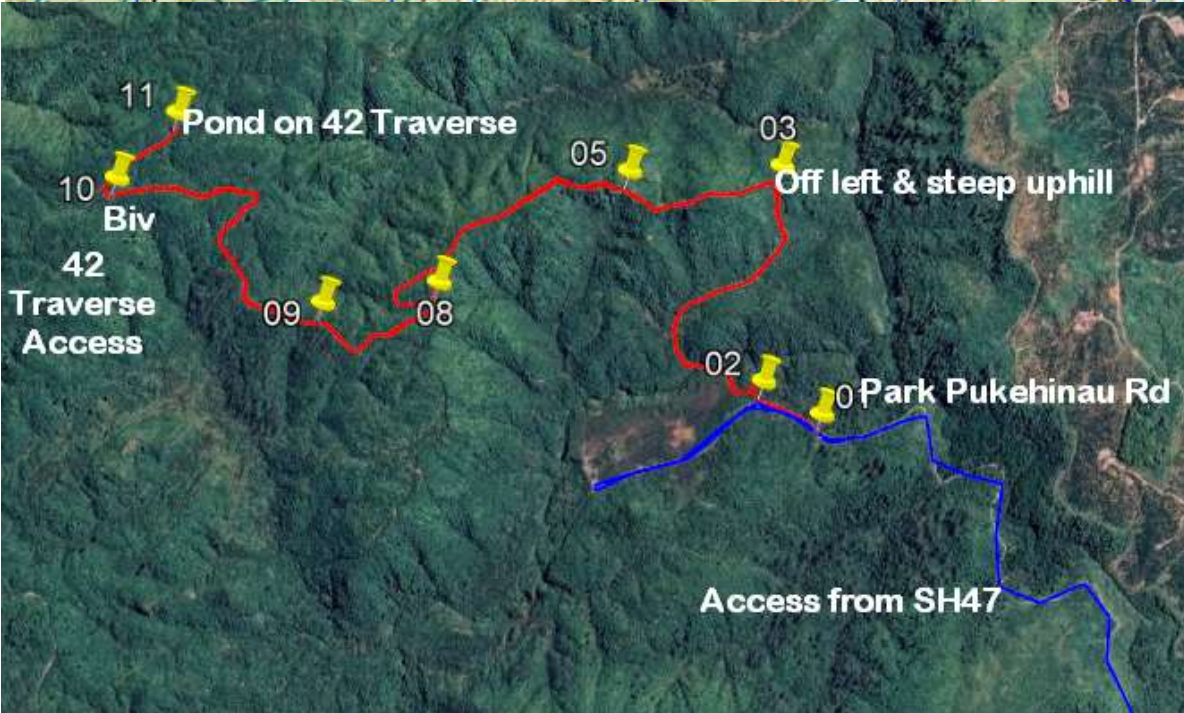 11
Pond on 42 Traverse
03
05
Off left & steep uphill
10
Biv
42
Traverse
Access
09
08
02
01
Park Pukehinau Rd
Access from SH47